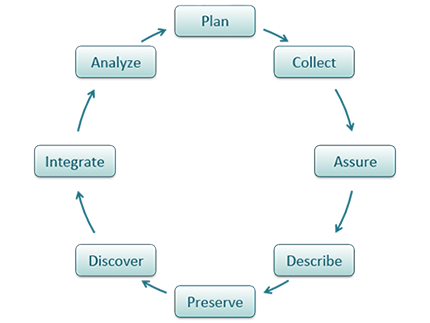 Plan
Collect
Assure
Describe
Preserve
Discover
Integrate
Analyze